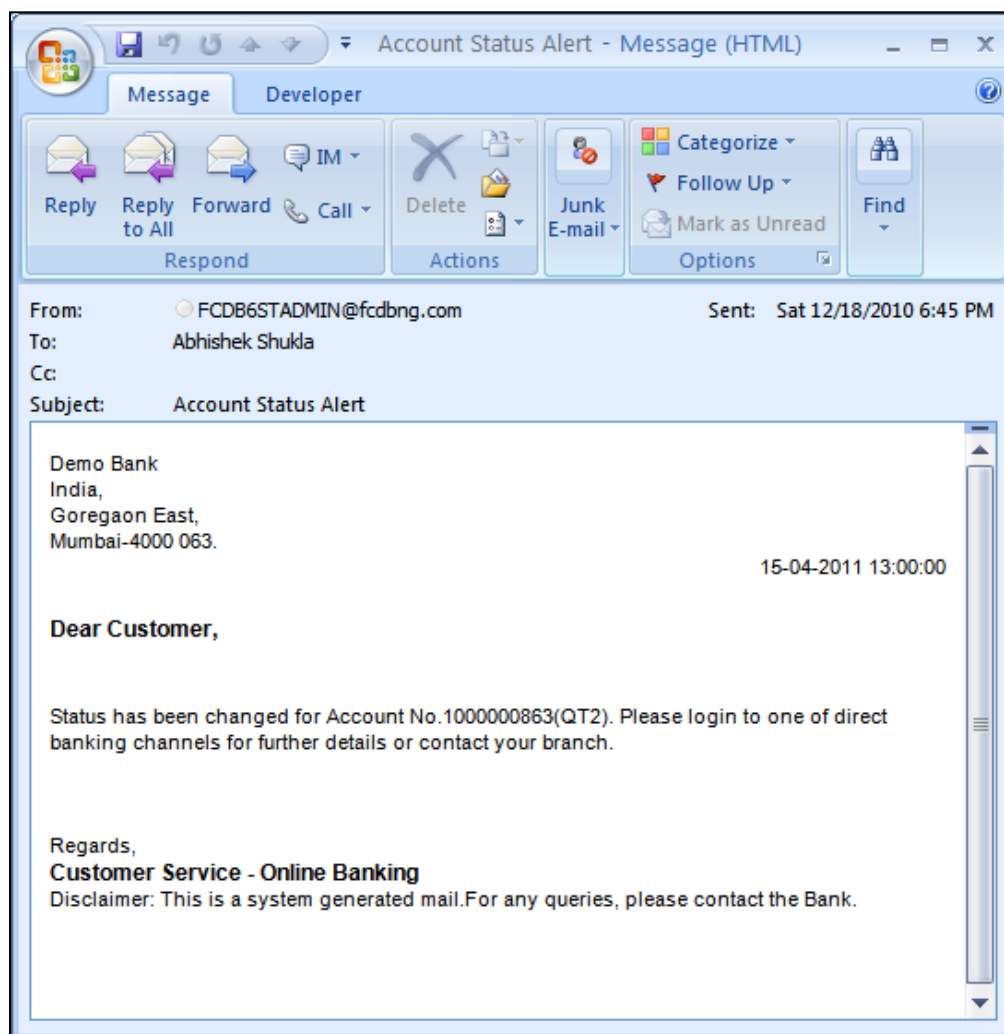 Account Status Alert - Message (HTML)
Message Developer
Reply
Reply to All
Forward
IM
Call
Respond
Delete
Actions
Junk E-mail
Categorize
Follow Up
Mark as Unread
Options
Find
From: FCDB6STADMIN@fcdbng.com Sent: Sat 12/18/2010 6:45 PM
To: Abhishek Shukla
Cc:
Subject: Account Status Alert
Demo Bank
India,
Goregaon East,
Mumbai-4000 063.
15-04-2011 13:00:00
Dear Customer,
Status has been changed for Account No.1000000863(QT2). Please login to one of direct
banking channels for further details or contact your branch.
Regards,
Customer Service - Online Banking
Disclaimer: This is a system generated mail.For any queries, please contact the Bank.